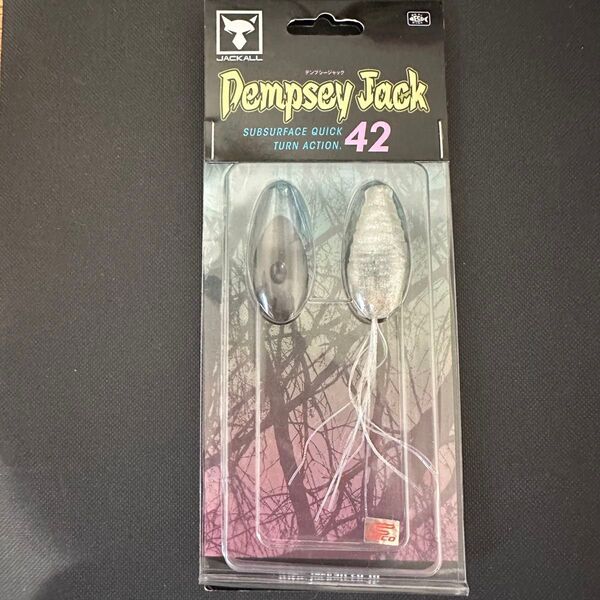 JACKALL
デンプシージャック
Dempsey Jack
SUBSURFACE QUICK
TURN ACTION. 42